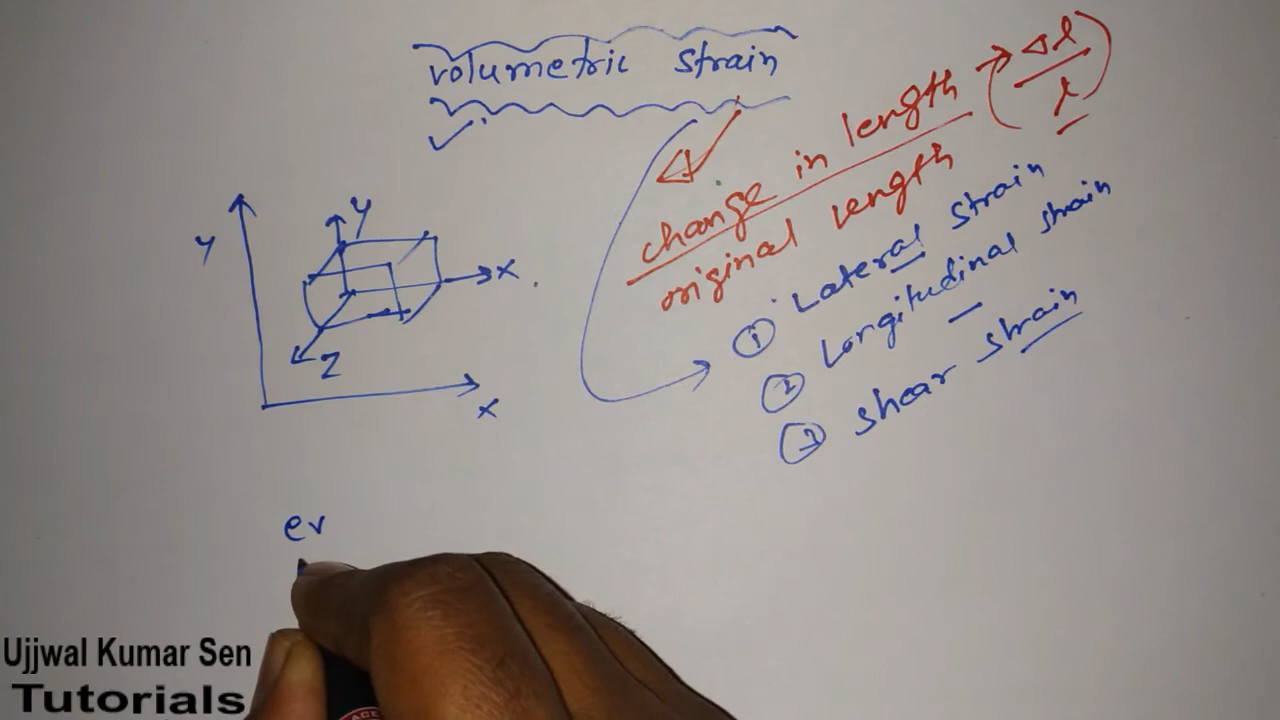 volumetric strain
change in length → (Δl
original length l)
① Lateral strain
② Longitudinal strain
③ shear strain
Y
Y
X
Z
X
ev
Ujjwal Kumar Sen
Tutorials